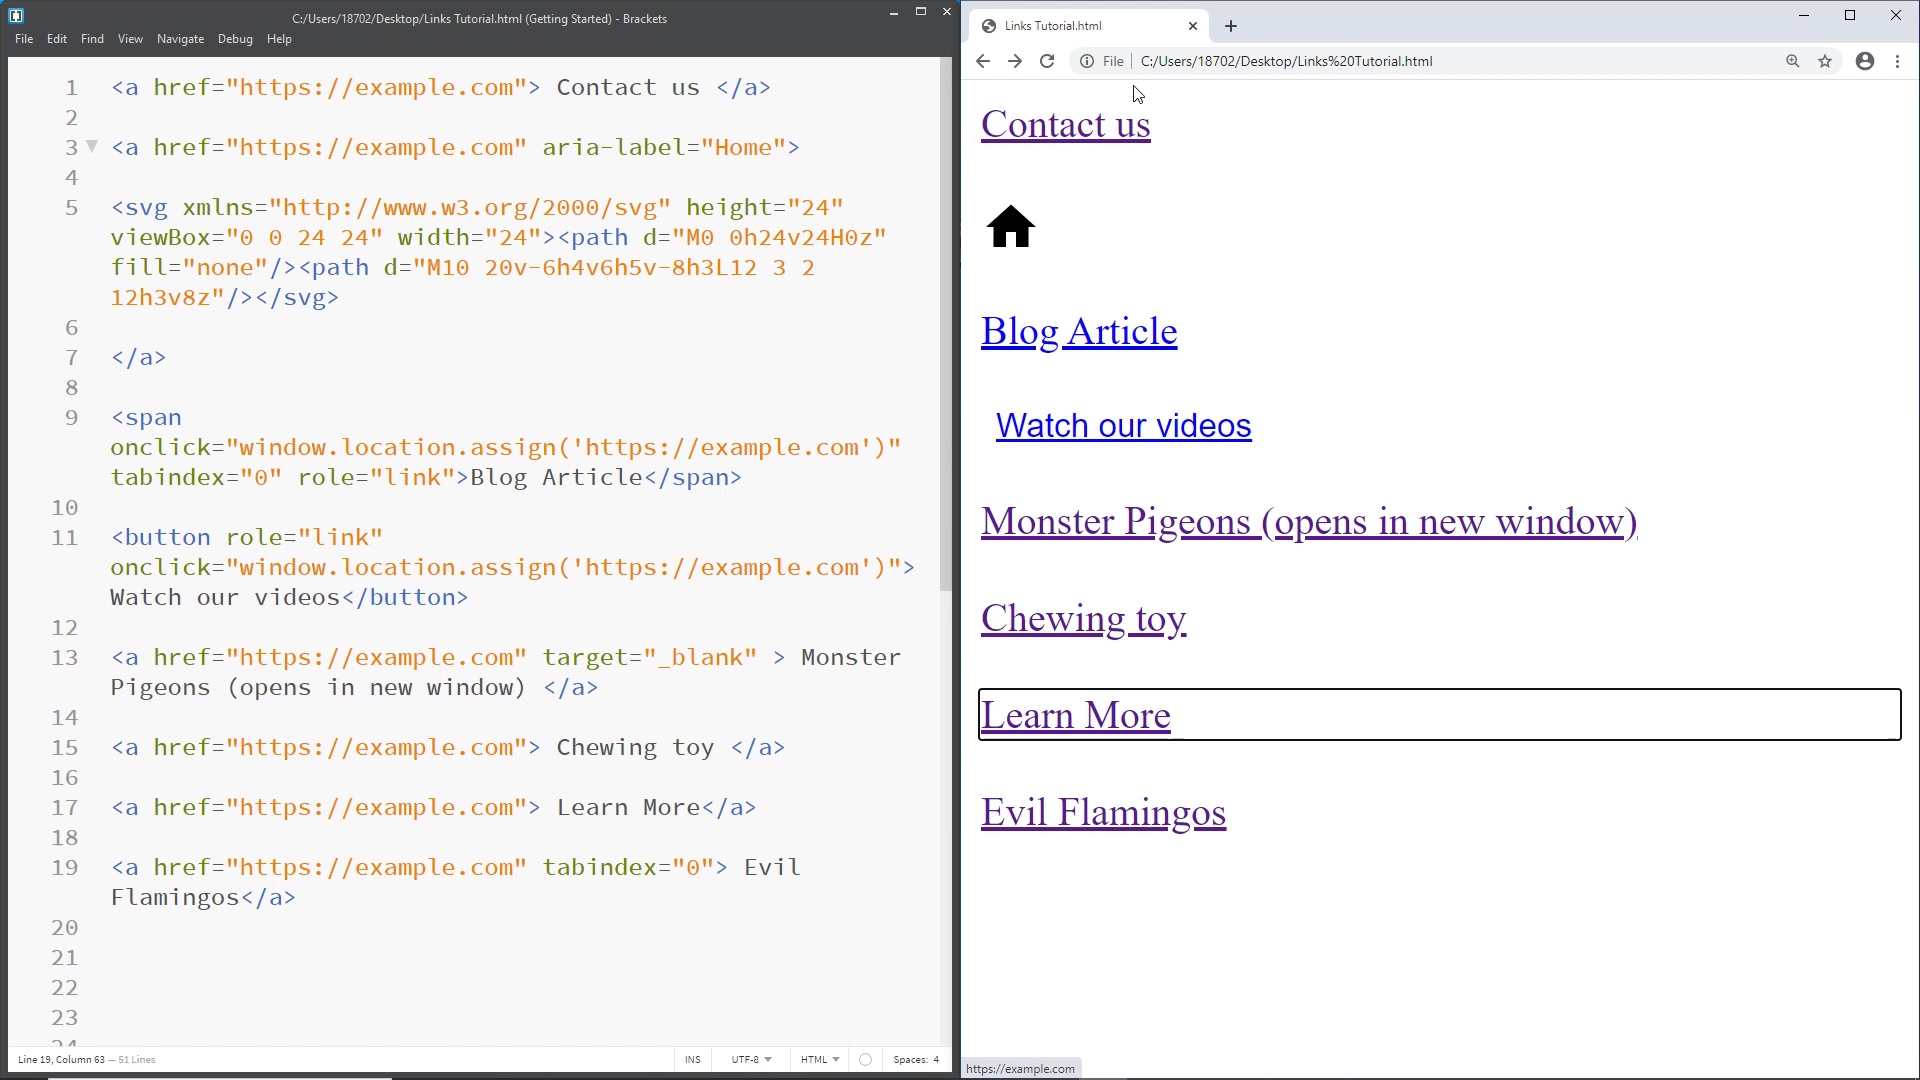 C:/Users/18702/Desktop/Links Tutorial.html (Getting Started) - Brackets
File Edit Find View Navigate Debug Help
1 <a href="https://example.com"> Contact us </a>
2
3 <a href="https://example.com" aria-label="Home">
4
5 <svg xmlns="http://www.w3.org/2000/svg" height="24"
viewBox="0 0 24 24" width="24"><path d="M0 0h24v24H0z"
fill="none"/><path d="M10 20v-6h4v6h5v-8h3L12 3 2
12h3v8z"/></svg>
6
7 </a>
8
9 <span
onclick="window.location.assign('https://example.com')"
tabindex="0" role="link">Blog Article</span>
10
11 <button role="link"
onclick="window.location.assign('https://example.com')">
Watch our videos</button>
12
13 <a href="https://example.com" target="_blank" > Monster
Pigeons (opens in new window) </a>
14
15 <a href="https://example.com"> Chewing toy </a>
16
17 <a href="https://example.com"> Learn More</a>
18
19 <a href="https://example.com" tabindex="0"> Evil
Flamingos</a>
20
21
22
23
24
Line 19, Column 63 — 51 Lines
INS UTF-8 HTML Spaces: 4
Links Tutorial.html
File C:/Users/18702/Desktop/Links%20Tutorial.html
Contact us
Blog Article
Watch our videos
Monster Pigeons (opens in new window)
Chewing toy
Learn More
Evil Flamingos
https://example.com